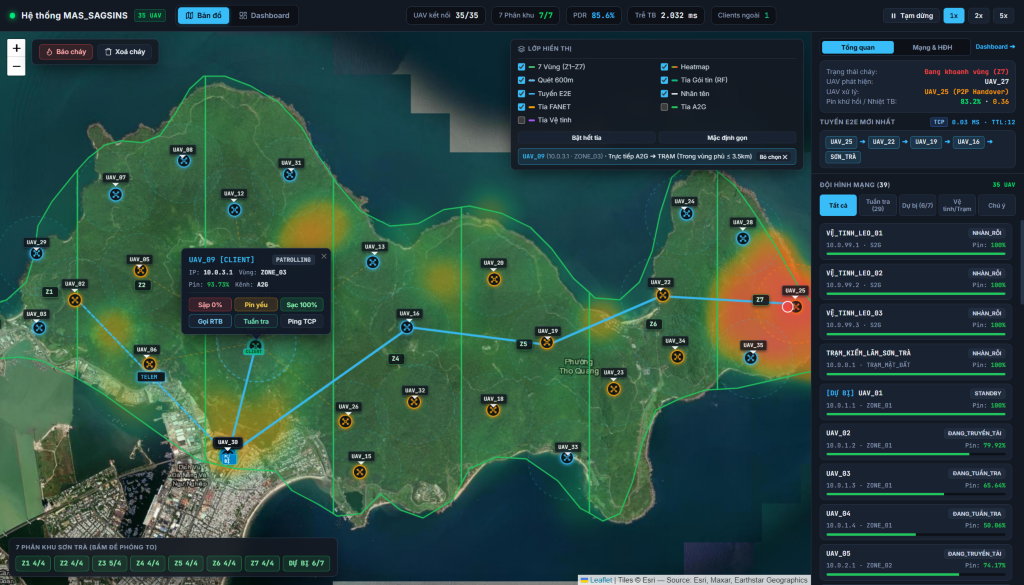 Hệ thống MAS_SAGSINS
35 UAV
Bản đồ
Dashboard
UAV kết nối 35/35
7 Phân khu 7/7
PDR 85.6%
Trễ TB 2.032 ms
Clients ngoài 1
Tạm dừng
1x
2x
5x
+
−
Báo cháy
Xoá cháy
LỚP HIỂN THỊ
7 Vùng (Z1–Z7)
Heatmap
Quét 600m
Tia Gói tin (RF)
Tuyến E2E
Nhãn tên
Tia FANET
Tia A2G
Tia Vệ tinh
Bật hết tia
Mặc định gọn
UAV_09 (10.0.3.1 · ZONE_03) · Trực tiếp A2G ➔ TRẠM (Trong vùng phủ ≤ 3.5km)
Bỏ chọn ✕
UAV_08
UAV_31
UAV_07
UAV_12
UAV_24
UAV_28
UAV_29
UAV_13
UAV_05
Z2
UAV_20
UAV_02
Z1
UAV_22
UAV_25
Z7
UAV_03
UAV_16
Z6
UAV_19
Z5
UAV_34
UAV_35
UAV_06
TELEM
CLIENT
Z4
Phường
Thọ Quang
UAV_23
UAV_32
UAV_18
UAV_26
UAV_30
UAV_33
UAV_15
UAV_09 [CLIENT]
PATROLLING
✕
IP: 10.0.3.1 Vùng: ZONE_03
Pin: 93.73% Kênh: A2G
Sập 0%
Pin yếu
Sạc 100%
Gọi RTB
Tuần tra
Ping TCP
7 PHÂN KHU SƠN TRÀ (BẤM ĐỂ PHÓNG TO)
Z1 4/4
Z2 4/4
Z3 5/4
Z4 4/4
Z5 4/4
Z6 4/4
Z7 4/4
DỰ BỊ 6/7
Leaflet | Tiles © Esri — Source: Esri, Maxar, Earthstar Geographics
Tổng quan
Mạng & HĐH
Dashboard ➔
Trạng thái cháy: Đang khoanh vùng (Z7)
UAV phát hiện: UAV_27
UAV xử lý: UAV_25 (P2P Handover)
Pin khứ hồi / Nhiệt TB: 83.2% · 0.36
TUYẾN E2E MỚI NHẤT
TCP
0.03 MS · TTL:12
UAV_25 ➔ UAV_22 ➔ UAV_19 ➔ UAV_16 ➔
SƠN_TRÀ
ĐỘI HÌNH MẠNG (39)
35 UAV
Tất cả
Tuần tra
(29)
Dự bị (6/7)
Vệ
tinh/Trạm
Chú ý
VỆ_TINH_LEO_01
NHÀN_RỖI
10.0.99.1 · S2G
Pin: 100%
VỆ_TINH_LEO_02
NHÀN_RỖI
10.0.99.2 · S2G
Pin: 100%
VỆ_TINH_LEO_03
NHÀN_RỖI
10.0.99.3 · S2G
Pin: 100%
TRẠM_KIỂM_LÂM_SƠN_TRÀ
NHÀN_RỖI
10.0.0.1 · TRẠM_MẶT_ĐẤT
Pin: 100%
[DỰ BỊ] UAV_01
STANDBY
10.0.1.1 · ZONE_01
Pin: 100%
UAV_02
ĐANG_TRUYỀN_TẢI
10.0.1.2 · ZONE_01
Pin: 79.92%
UAV_03
ĐANG_TUẦN_TRA
10.0.1.3 · ZONE_01
Pin: 65.64%
UAV_04
ĐANG_TUẦN_TRA
10.0.1.4 · ZONE_01
Pin: 50.86%
UAV_05
ĐANG_TRUYỀN_TẢI
10.0.2.1 · ZONE_02
Pin: 74.17%